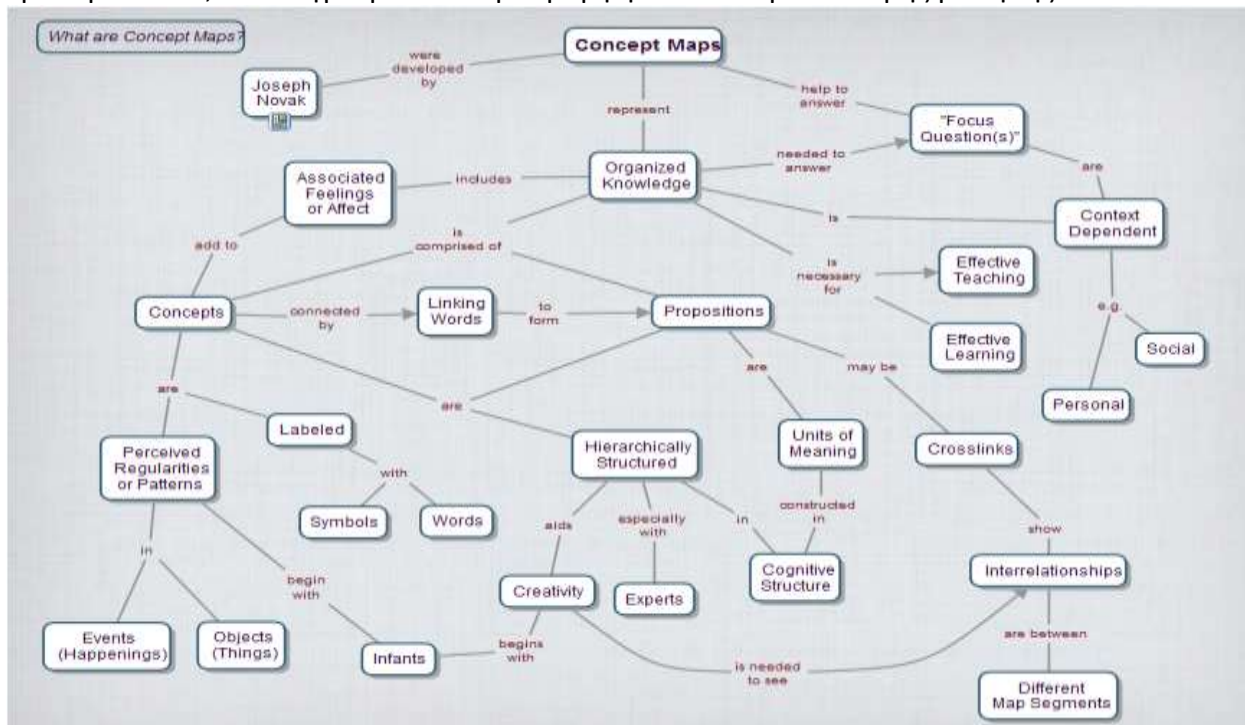 What are Concept Maps?
Concept Maps
were
developed
by
Joseph
Novak
help to
answer
represent
"Focus
Question(s)"
needed to
answer
Organized
Knowledge
includes
Associated
Feelings
or Affect
are
is
Context
Dependent
is
comprised of
add to
is
necessary
for
Effective
Teaching
Concepts
connected
by
Linking
Words
to
form
Propositions
e.g.
Effective
Learning
Social
Personal
are
are
are
may be
Labeled
Perceived
Regularities
or Patterns
Hierarchically
Structured
Units of
Meaning
Crosslinks
with
Symbols
Words
aids
especially
with
in
constructed
in
show
in
begin
with
Creativity
Experts
Cognitive
Structure
Interrelationships
Events
(Happenings)
Objects
(Things)
Infants
begins
with
is needed
to see
are between
Different
Map Segments